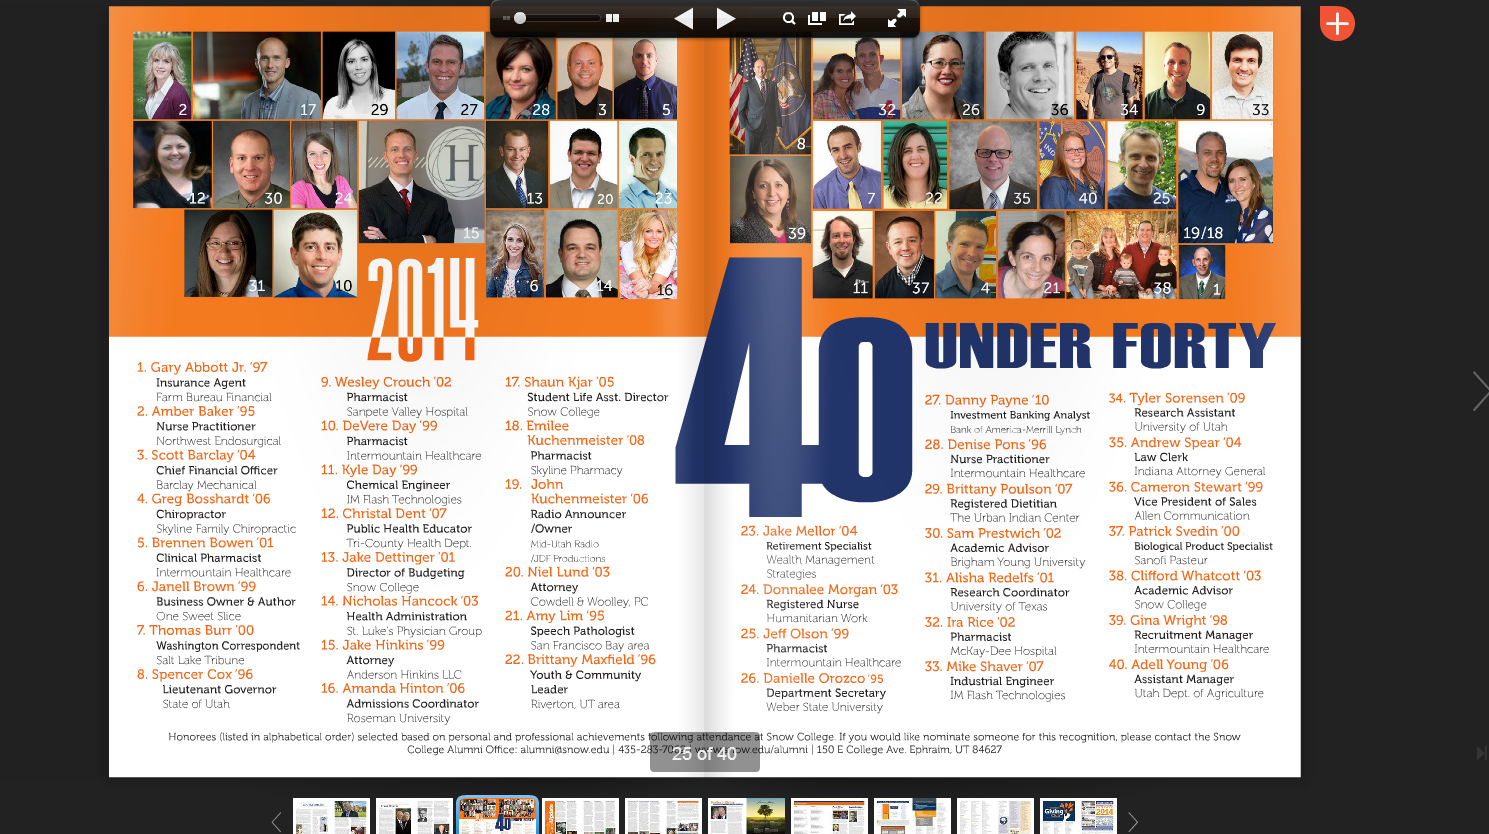 2
17
29
27
28
3
5
12
30
24
15
13
20
23
H
31
10
6
14
16
8
32
26
36
34
9
33
39
7
22
35
40
25
19/18
11
37
4
21
38
1
2014
40
UNDER FORTY
1. Gary Abbott Jr. '97
Insurance Agent
Farm Bureau Financial
2. Amber Baker '95
Nurse Practitioner
Northwest Endosurgical
3. Scott Barclay '04
Chief Financial Officer
Barclay Mechanical
4. Greg Bosshardt '06
Chiropractor
Skyline Family Chiropractic
5. Brennen Bowen '01
Clinical Pharmacist
Intermountain Healthcare
6. Janell Brown '99
Business Owner & Author
One Sweet Slice
7. Thomas Burr '00
Washington Correspondent
Salt Lake Tribune
8. Spencer Cox '96
Lieutenant Governor
State of Utah
9. Wesley Crouch '02
Pharmacist
Sanpete Valley Hospital
10. DeVere Day '99
Pharmacist
Intermountain Healthcare
11. Kyle Day '99
Chemical Engineer
IM Flash Technologies
12. Christal Dent '07
Public Health Educator
Tri-County Health Dept.
13. Jake Dettinger '01
Director of Budgeting
Snow College
14. Nicholas Hancock '03
Health Administration
St. Luke's Physician Group
15. Jake Hinkins '99
Attorney
Anderson Hinkins LLC
16. Amanda Hinton '06
Admissions Coordinator
Roseman University
17. Shaun Kjar '05
Student Life Asst. Director
Snow College
18. Emilee
Kuchenmeister '08
Pharmacist
Skyline Pharmacy
19. John
Kuchenmeister '06
Radio Announcer
/Owner
Mid-Utah Radio
/JDF Productions
20. Niel Lund '03
Attorney
Cowdell & Woolley, PC
21. Amy Lim '95
Speech Pathologist
San Francisco Bay area
22. Brittany Maxfield '96
Youth & Community
Leader
Riverton, UT area
23. Jake Mellor '04
Retirement Specialist
Wealth Management
Strategies
24. Donnalee Morgan '03
Registered Nurse
Humanitarian Work
25. Jeff Olson '99
Pharmacist
Intermountain Healthcare
26. Danielle Orozco '95
Department Secretary
Weber State University
27. Danny Payne '10
Investment Banking Analyst
Bank of America-Merrill Lynch
28. Denise Pons '96
Nurse Practitioner
Intermountain Healthcare
29. Brittany Poulson '07
Registered Dietitian
The Urban Indian Center
30. Sam Prestwich '02
Academic Advisor
Brigham Young University
31. Alisha Redelfs '01
Research Coordinator
University of Texas
32. Ira Rice '02
Pharmacist
McKay-Dee Hospital
33. Mike Shaver '07
Industrial Engineer
IM Flash Technologies
34. Tyler Sorensen '09
Research Assistant
University of Utah
35. Andrew Spear '04
Law Clerk
Indiana Attorney General
36. Cameron Stewart '99
Vice President of Sales
Allen Communication
37. Patrick Svedin '00
Biological Product Specialist
Sanofi Pasteur
38. Clifford Whatcott '03
Academic Advisor
Snow College
39. Gina Wright '98
Recruitment Manager
Intermountain Healthcare
40. Adell Young '06
Assistant Manager
Utah Dept. of Agriculture
Honorees (listed in alphabetical order) selected based on personal and professional achievements following attendance at Snow College. If you would like nominate someone for this recognition, please contact the Snow
College Alumni Office: alumni@snow.edu | 150 E College Ave. Ephraim, UT 84627
25 of 40